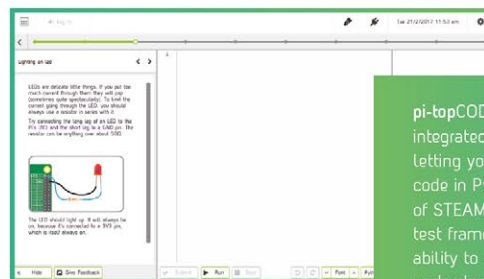 Tue 21/2/2017 11:53 am
Lighting an led
LEDs are delicate little things. If you put too
much current through them they will pop
(sometimes quite spectacularly). To limit the
current going through the LED, you should
always use a resistor in series with it.
Try connecting the long leg of an LED to the
Pi's 3V3 and the short leg to a GND pin. The
resistor can be anything over about 50Ω.
The LED should light up. It will always be
on, because it's connected to a 3V3 pin,
which is itself always on.
Hide
Give Feedback
Submit
Run
Font
pi-topCOD
integrated
letting yo
code in P
of STEAM
test fram
ability to